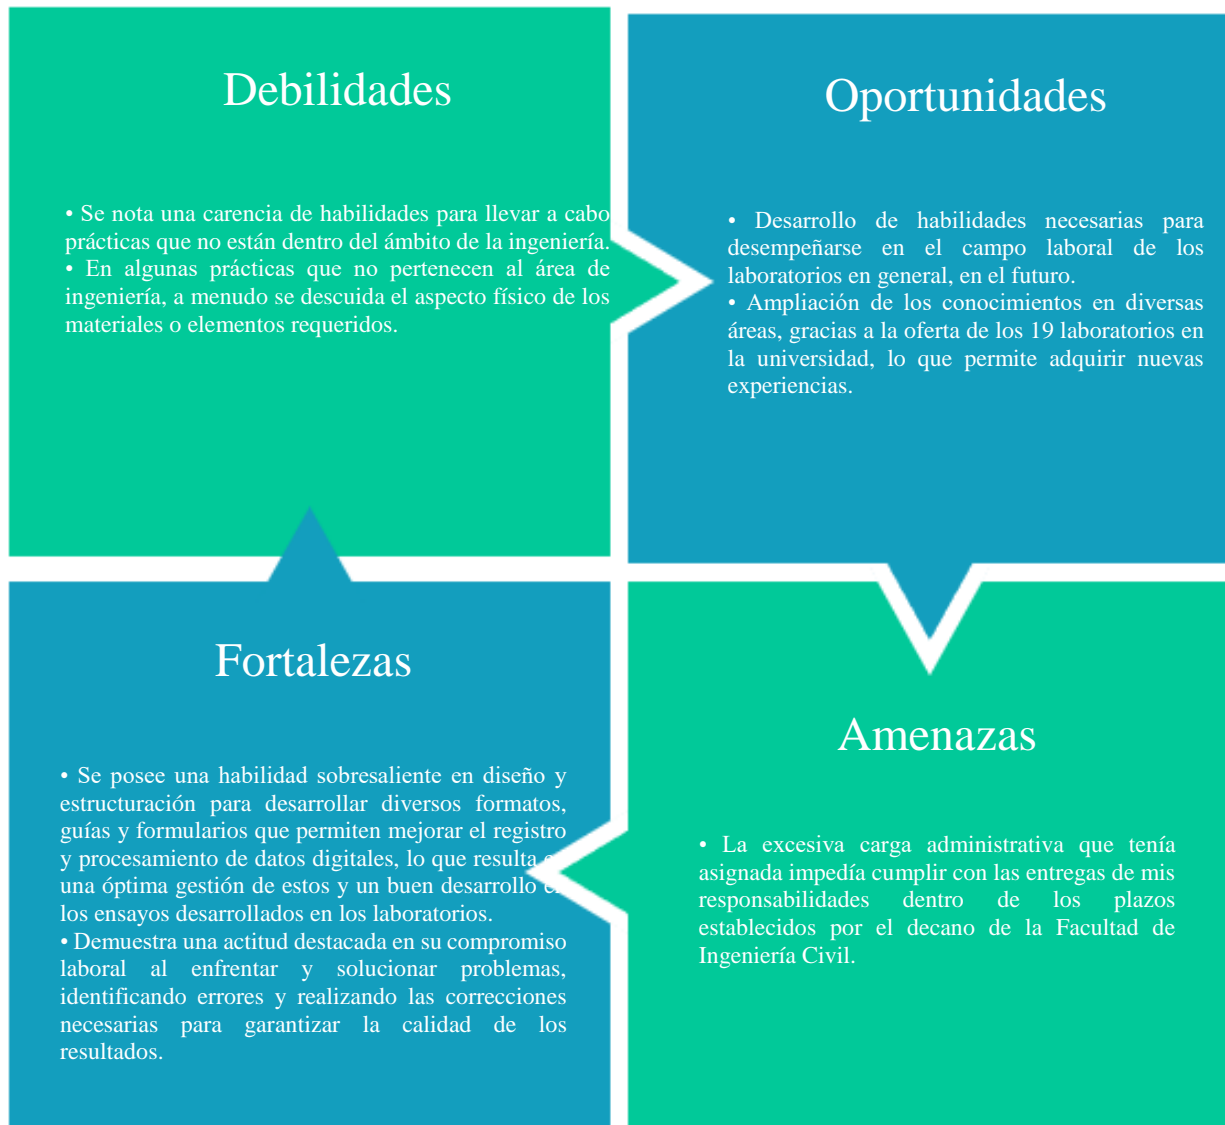 Debilidades
• Se nota una carencia de habilidades para llevar a cabo
prácticas que no están dentro del ámbito de la ingeniería.
• En algunas prácticas que no pertenecen al área de
ingeniería, a menudo se descuida el aspecto físico de los
materiales o elementos requeridos.
Oportunidades
• Desarrollo de habilidades necesarias para
desempeñarse en el campo laboral de los
laboratorios en general, en el futuro.
• Ampliación de los conocimientos en diversas
áreas, gracias a la oferta de los 19 laboratorios en
la universidad, lo que permite adquirir nuevas
experiencias.
Fortalezas
• Se posee una habilidad sobresaliente en diseño y
estructuración para desarrollar diversos formatos,
guías y formularios que permiten mejorar el registro
y procesamiento de datos digitales, lo que resulta
una óptima gestión de estos y un buen desarrollo
los ensayos desarrollados en los laboratorios.
• Demuestra una actitud destacada en su compromiso
laboral al enfrentar y solucionar problemas,
identificando errores y realizando las correcciones
necesarias para garantizar la calidad de los
resultados.
Amenazas
• La excesiva carga administrativa que tenía
asignada impedía cumplir con las entregas de mis
responsabilidades dentro de los plazos
establecidos por el decano de la Facultad de
Ingeniería Civil.